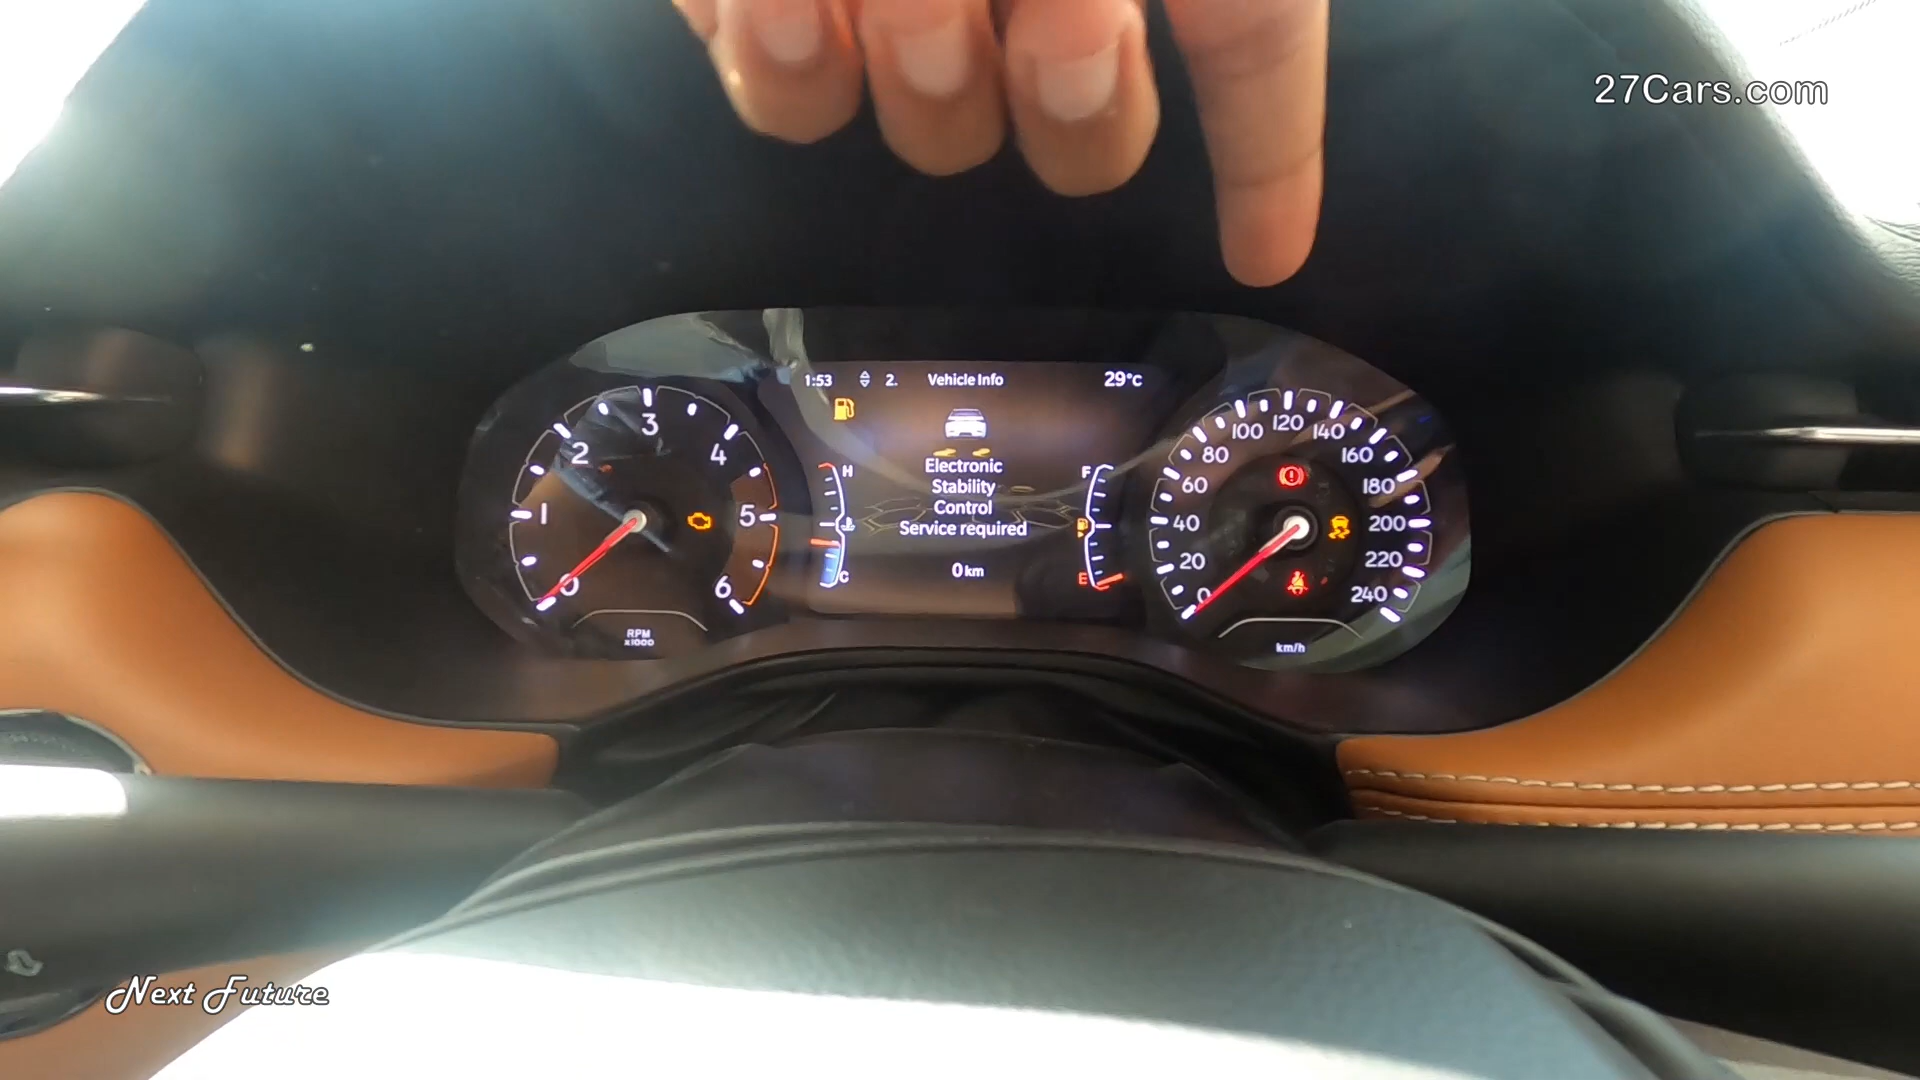 27Cars.com
1:53 2. Vehicle Info 29°C
Electronic
Stability
Control
Service required
0 km
H
C
F
E
0 1 2 3 4 5 6
RPM
x1000
0 20 40 60 80 100 120 140 160 180 200 220 240
km/h
Next Future